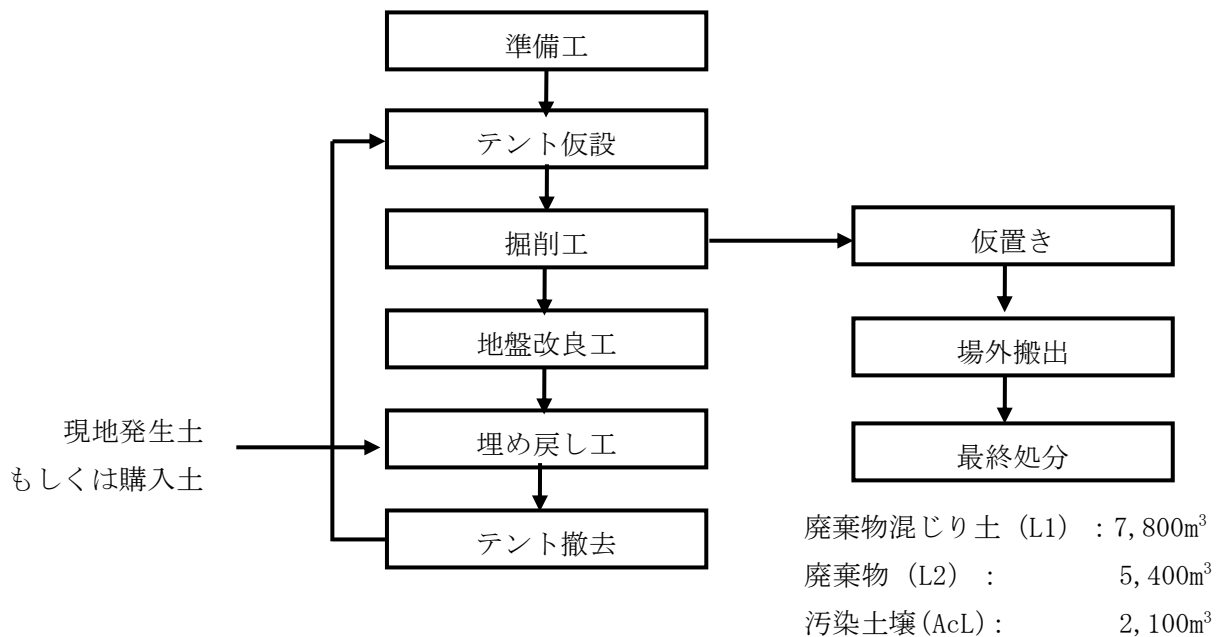 準備工
テント仮設
掘削工
地盤改良工
埋め戻し工
テント撤去
現地発生土
もしくは購入土
仮置き
場外搬出
最終処分
廃棄物混じり土 (L1) : 7,800m³
廃棄物 (L2) : 5,400m³
汚染土壌(AcL): 2,100m³